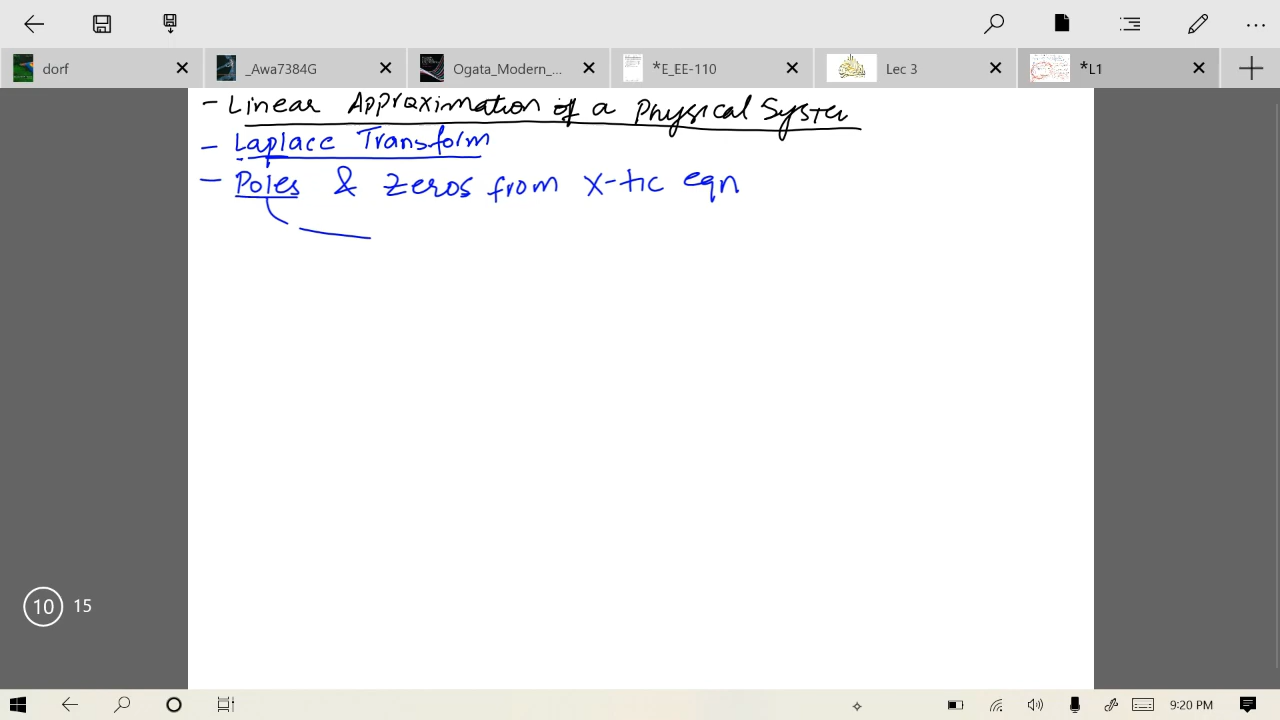 dorf
_Awa7384G
Ogata_Modern_...
*E_EE-110
Lec 3
*L1
- Linear Approximation of a Physical System
- Laplace Transform
- Poles & Zeros from X-tic eqn
10 15
9:20 PM